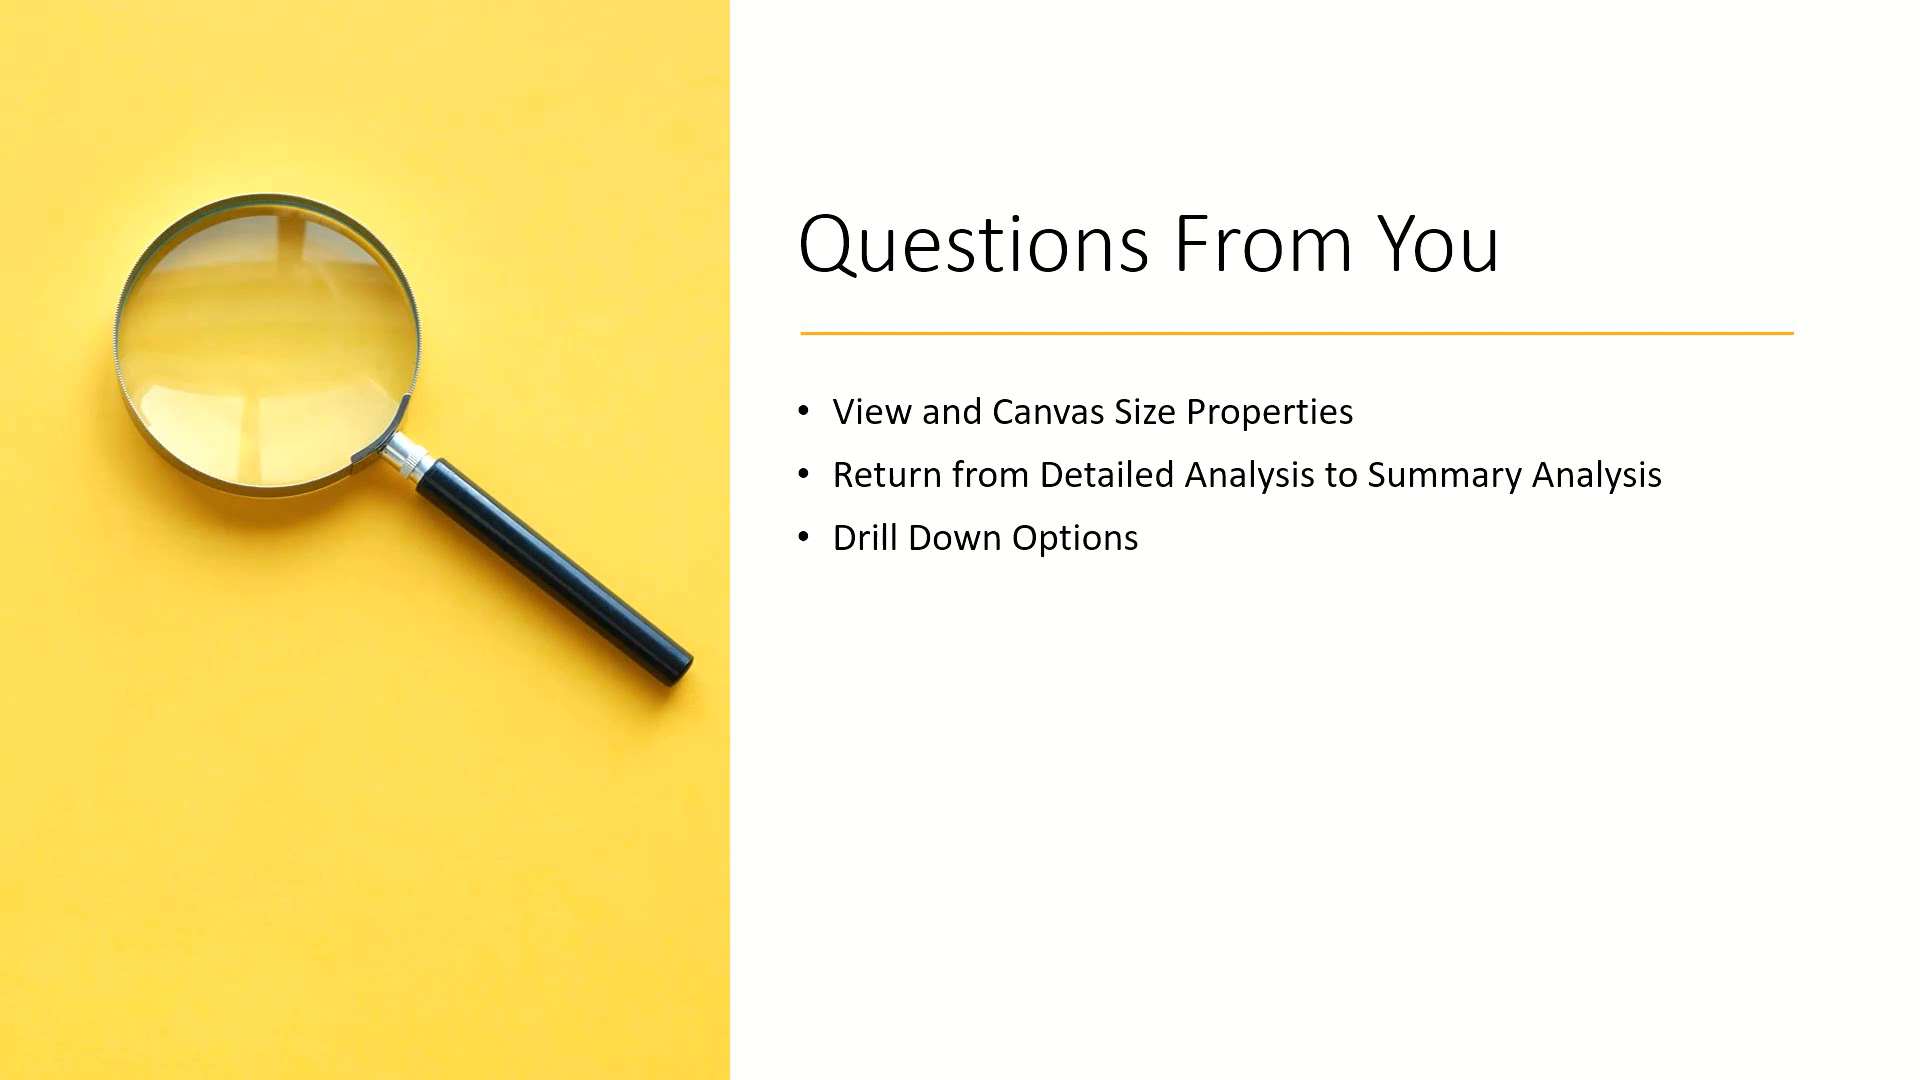 Questions From You
• View and Canvas Size Properties
• Return from Detailed Analysis to Summary Analysis
• Drill Down Options